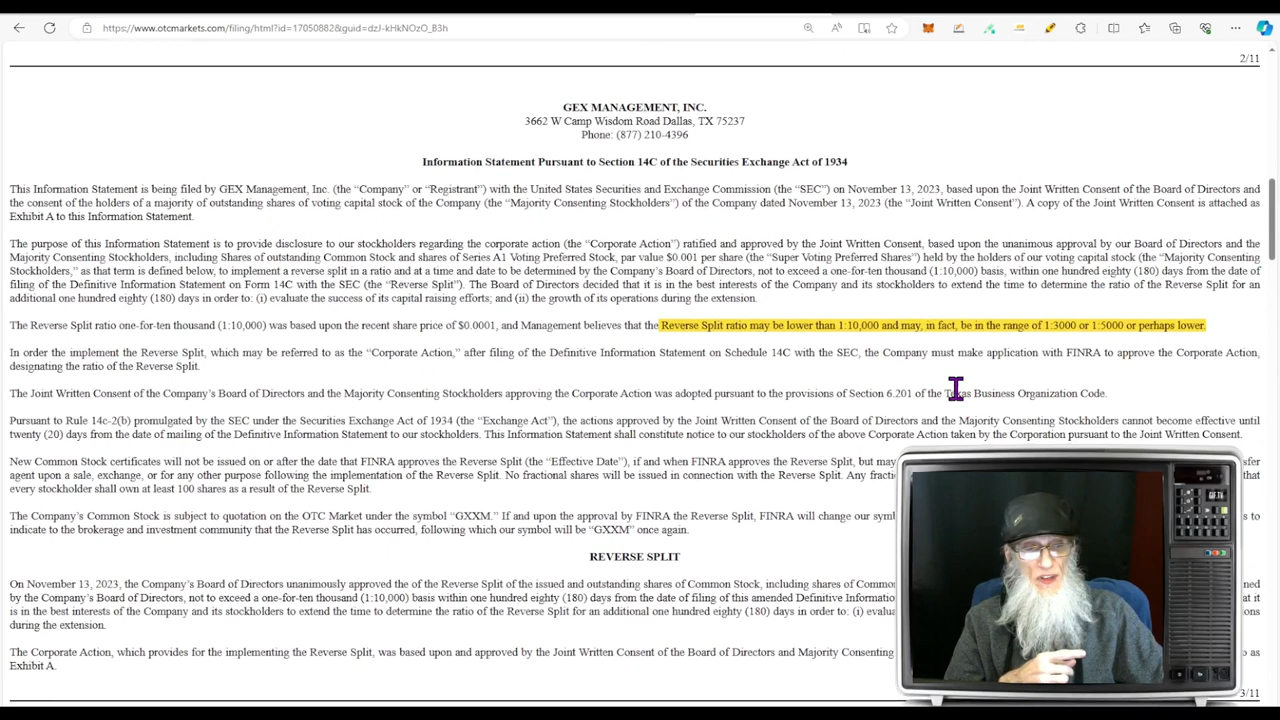 https://www.otcmarkets.com/filing/html?id=17050882&guid=dzJ-kHkNOzO_B3h
2/11
GEX MANAGEMENT, INC.
3662 W Camp Wisdom Road Dallas, TX 75237
Phone: (877) 210-4396
Information Statement Pursuant to Section 14C of the Securities Exchange Act of 1934
This Information Statement is being filed by GEX Management, Inc. (the “Company” or “Registrant”) with the United States Securities and Exchange Commission (the “SEC”) on November 13, 2023, based upon the Joint Written Consent of the Board of Directors and
the consent of the holders of a majority of outstanding shares of voting capital stock of the Company (the “Majority Consenting Stockholders”) of the Company dated November 13, 2023 (the “Joint Written Consent”). A copy of the Joint Written Consent is attached as
Exhibit A to this Information Statement.
The purpose of this Information Statement is to provide disclosure to our stockholders regarding the corporate action (the “Corporate Action”) ratified and approved by the Joint Written Consent, based upon the unanimous approval by our Board of Directors and the
Majority Consenting Stockholders, including Shares of outstanding Common Stock and shares of Series A1 Voting Preferred Stock, par value $0.001 per share (the “Super Voting Preferred Shares”) held by the holders of our voting capital stock (the “Majority Consenting
Stockholders,” as that term is defined below, to implement a reverse split in a ratio and at a time and date to be determined by the Company’s Board of Directors, not to exceed a one-for-ten thousand (1:10,000) basis, within one hundred eighty (180) days from the date of
filing of the Definitive Information Statement on Form 14C with the SEC (the “Reverse Split”). The Board of Directors decided that it is in the best interests of the Company and its stockholders to extend the time to determine the ratio of the Reverse Split for an
additional one hundred eighty (180) days in order to: (i) evaluate the success of its capital raising efforts; and (ii) the growth of its operations during the extension.
The Reverse Split ratio one-for-ten thousand (1:10,000) was based upon the recent share price of $0.0001, and Management believes that the Reverse Split ratio may be lower than 1:10,000 and may, in fact, be in the range of 1:3000 or 1:5000 or perhaps lower.
In order the implement the Reverse Split, which may be referred to as the “Corporate Action,” after filing of the Definitive Information Statement on Schedule 14C with the SEC, the Company must make application with FINRA to approve the Corporate Action,
designating the ratio of the Reverse Split.
The Joint Written Consent of the Company’s Board of Directors and the Majority Consenting Stockholders approving the Corporate Action was adopted pursuant to the provisions of Section 6.201 of the Texas Business Organization Code.
Pursuant to Rule 14c-2(b) promulgated by the SEC under the Securities Exchange Act of 1934 (the “Exchange Act”), the actions approved by the Joint Written Consent of the Board of Directors and the Majority Consenting Stockholders cannot become effective until
twenty (20) days from the date of mailing of the Definitive Information Statement to our stockholders. This Information Statement shall constitute notice to our stockholders of the above Corporate Action taken by the Corporation pursuant to the Joint Written Consent.
New Common Stock certificates will not be issued on or after the date that FINRA approves the Reverse Split (the “Effective Date”), if and when FINRA approves the Reverse Split, but may
agent upon a sale, exchange, or for any other purpose following the implementation of the Reverse Split. No fractional shares will be issued in connection with the Reverse Split. Any that
every stockholder shall own at least 100 shares as a result of the Reverse Split.
The Company’s Common Stock is subject to quotation on the OTC Market under the symbol “GXXM.” If and upon the approval by FINRA the Reverse Split, FINRA will change our to
indicate to the brokerage and investment community that the Reverse Split has occurred, following which our symbol will be “GXXM” once again.
REVERSE SPLIT
On November 13, 2023, the Company’s Board of Directors unanimously approved the of the Reverse Split of the issued and outstanding shares of Common Stock, including shares of
by the Company’s Board of Directors, not to exceed a one-for-ten thousand (1:10,000) basis within one hundred eighty (180) days from the date of filing of this amended Definitive it
is in the best interests of the Company and its stockholders to extend the time to determine the ratio of the Reverse Split for an additional one hundred eighty (180) days in order to: (i)
during the extension.
The Corporate Action, which provides for the implementing the Reverse Split, was based upon and approved by the Joint Written Consent of the Board of Directors and Majority as
Exhibit A.
3/11